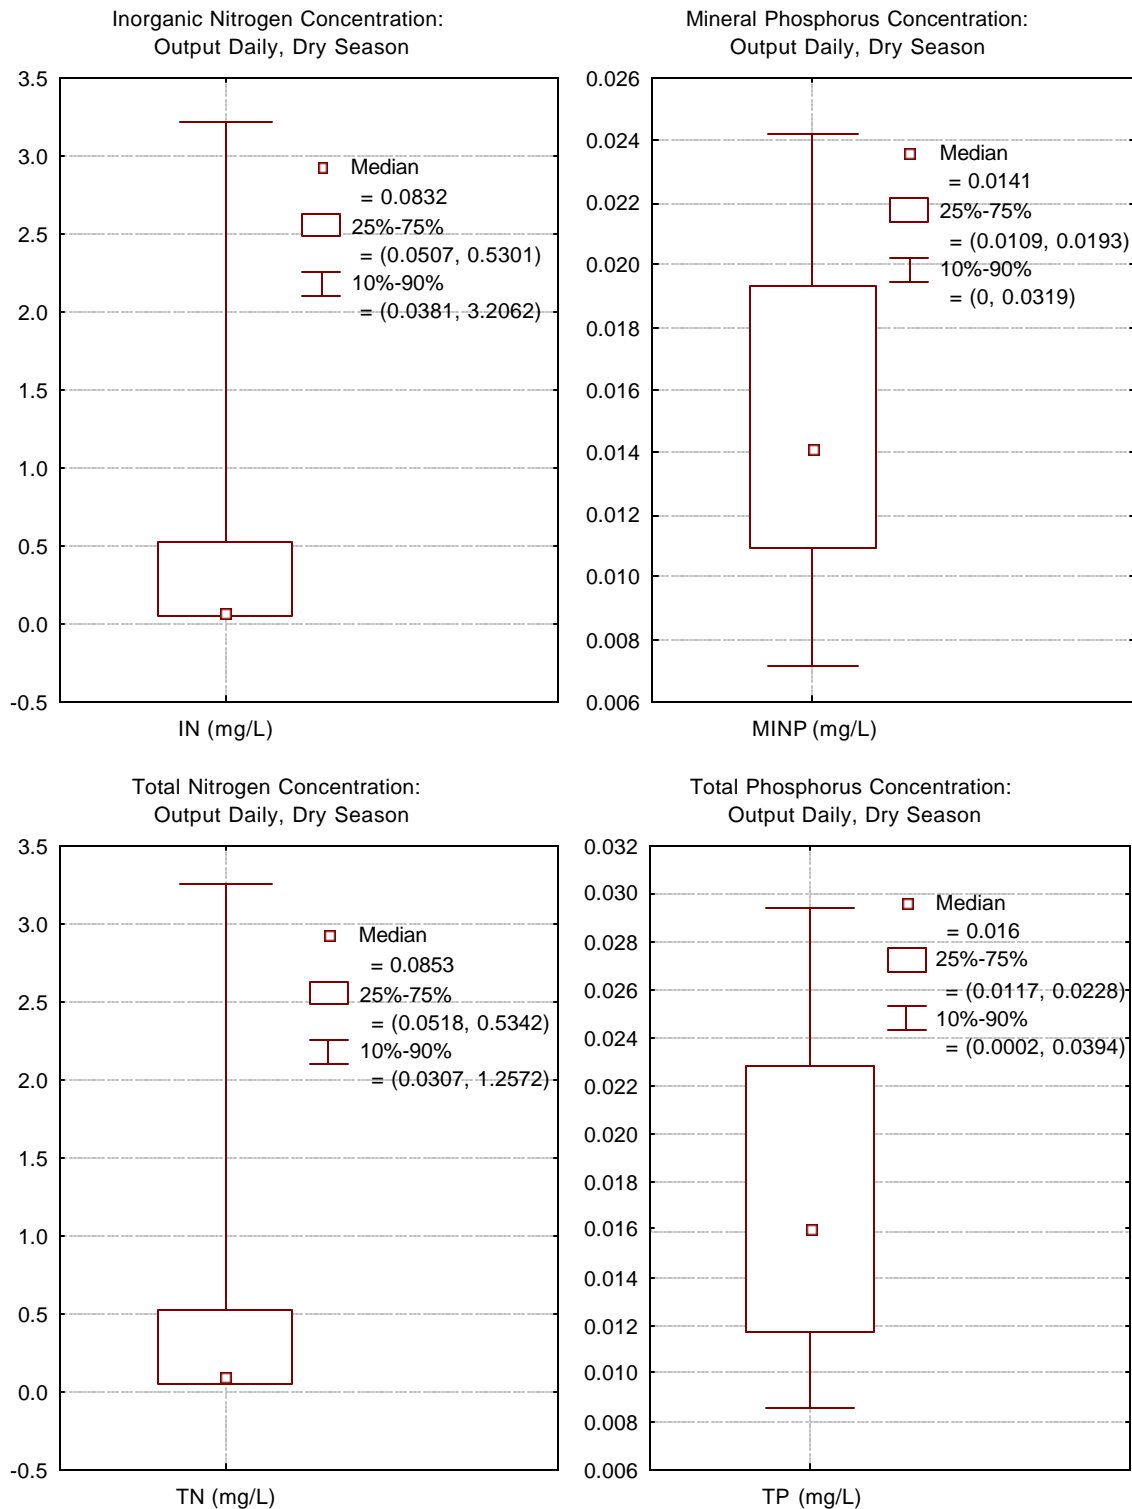 Inorganic Nitrogen Concentration:
Output Daily, Dry Season
3.5
3.0
2.5
2.0
1.5
1.0
0.5
0.0
-0.5
Median
= 0.0832
25%-75%
= (0.0507, 0.5301)
10%-90%
= (0.0381, 3.2062)
IN (mg/L)
Mineral Phosphorus Concentration:
Output Daily, Dry Season
0.026
0.024
0.022
0.020
0.018
0.016
0.014
0.012
0.010
0.008
0.006
Median
= 0.0141
25%-75%
= (0.0109, 0.0193)
10%-90%
= (0, 0.0319)
MINP (mg/L)
Total Nitrogen Concentration:
Output Daily, Dry Season
3.5
3.0
2.5
2.0
1.5
1.0
0.5
0.0
-0.5
Median
= 0.0853
25%-75%
= (0.0518, 0.5342)
10%-90%
= (0.0307, 1.2572)
TN (mg/L)
Total Phosphorus Concentration:
Output Daily, Dry Season
0.032
0.030
0.028
0.026
0.024
0.022
0.020
0.018
0.016
0.014
0.012
0.010
0.008
0.006
Median
= 0.016
25%-75%
= (0.0117, 0.0228)
10%-90%
= (0.0002, 0.0394)
TP (mg/L)